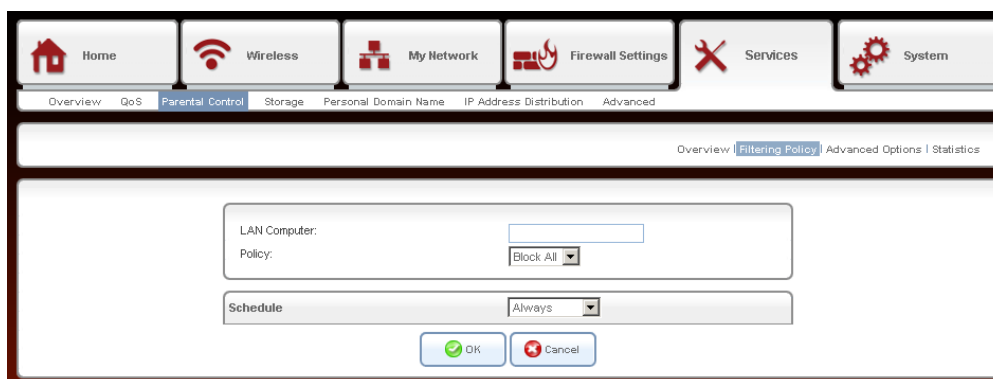 Home Wireless My Network Firewall Settings Services System
Overview QoS Parental Control Storage Personal Domain Name IP Address Distribution Advanced
Overview | Filtering Policy | Advanced Options | Statistics
LAN Computer:
Policy: Block All
Schedule Always
OK Cancel